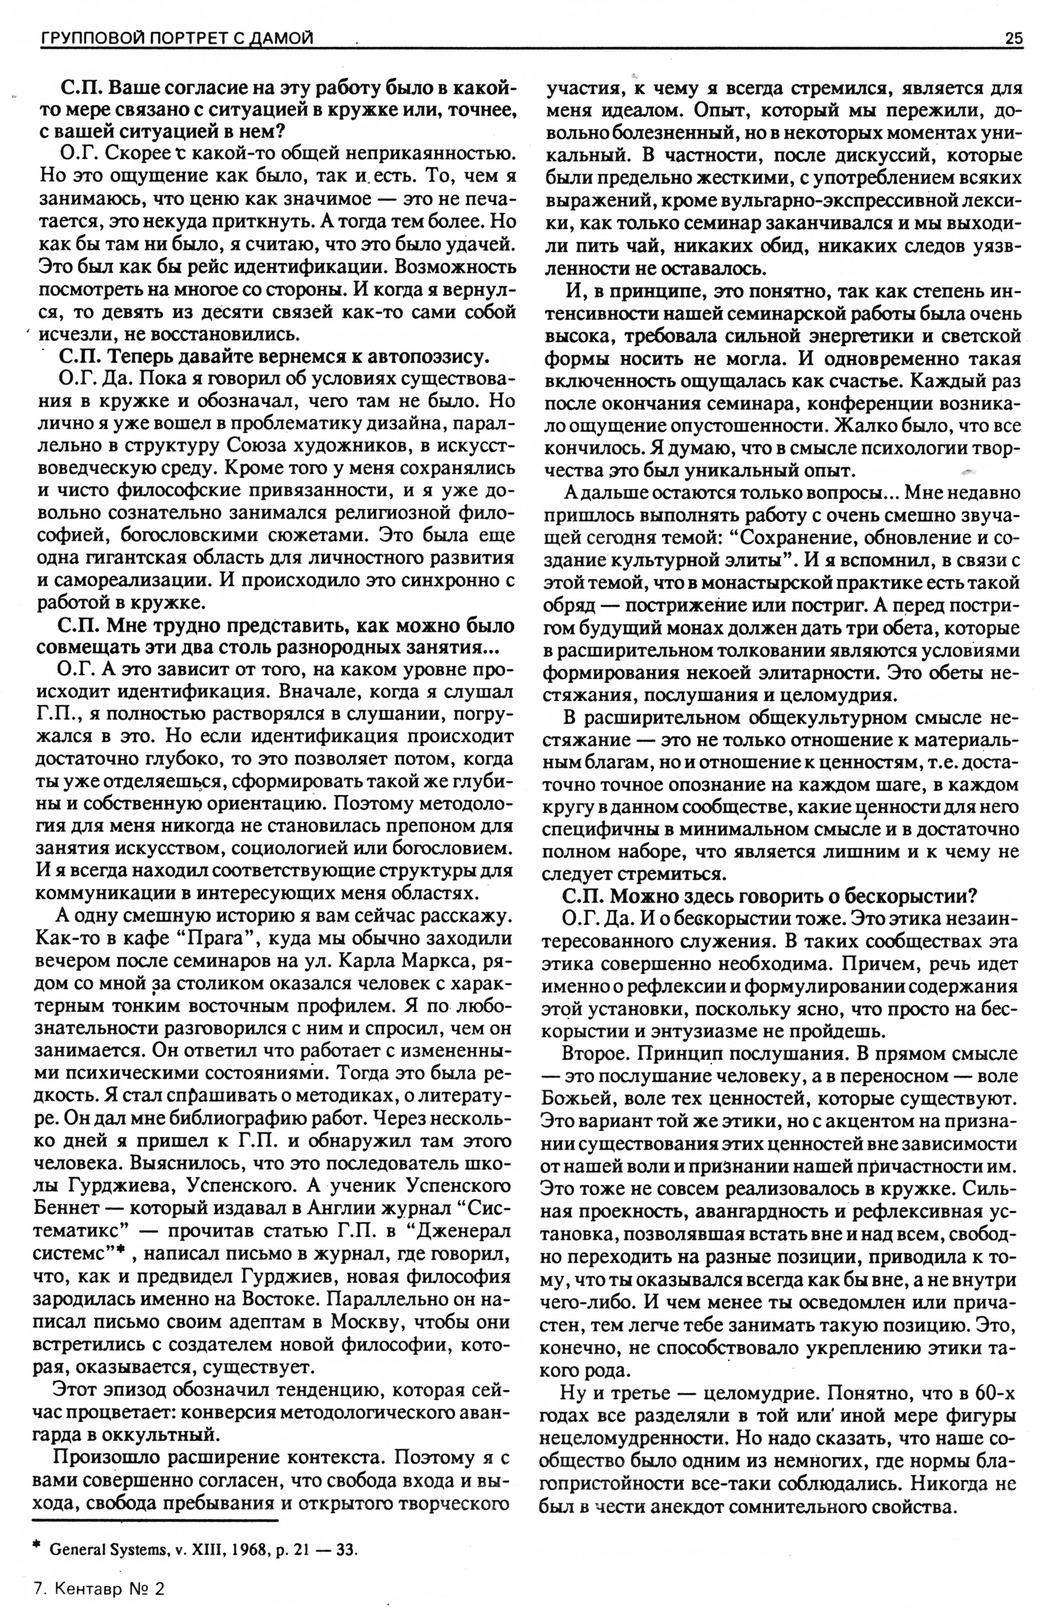 ГРУППОВОЙ ПОРТРЕТ С ДАМОЙ
25
С.П. Ваше согласие на эту работу было в какой-
то мере связано с ситуацией в кружке или, точнее,
с вашей ситуацией в нем?
О.Г. Скорее с какой-то общей неприкаянностью.
Но это ощущение как было, так и есть. То, чем я
занимаюсь, что ценю как значимое — это не печа-
тается, это некуда приткнуть. А тогда тем более. Но
как бы там ни было, я считаю, что это было удачей.
Это был как бы рейс идентификации. Возможность
посмотреть на многое со стороны. И когда я вернул-
ся, то девять из десяти связей как-то сами собой
исчезли, не восстановились.
С.П. Теперь давайте вернемся к автопоэзису.
О.Г. Да. Пока я говорил об условиях существова-
ния в кружке и обозначал, чего там не было. Но
лично я уже вошел в проблематику дизайна, парал-
лельно в структуру Союза художников, в искусст-
воведческую среду. Кроме того у меня сохранялись
и чисто философские привязанности, и я уже до-
вольно сознательно занимался религиозной фило-
софией, богословскими сюжетами. Это была еще
одна гигантская область для личностного развития
и самореализации. И происходило это синхронно с
работой в кружке.
С.П. Мне трудно представить, как можно было
совмещать эти два столь разнородных занятия...
О.Г. А это зависит от того, на каком уровне про-
исходит идентификация. Вначале, когда я слушал
Г.П., я полностью растворялся в слушании, погру-
жался в это. Но если идентификация происходит
достаточно глубоко, то это позволяет потом, когда
ты уже отделяешься, сформировать такой же глуби-
ны и собственную ориентацию. Поэтому методоло-
гия для меня никогда не становилась препоном для
занятия искусством, социологией или богословием.
И я всегда находил соответствующие структуры для
коммуникации в интересующих меня областях.
А одну смешную историю я вам сейчас расскажу.
Как-то в кафе “Прага”, куда мы обычно заходили
вечером после семинаров на ул. Карла Маркса, ря-
дом со мной за столиком оказался человек с харак-
терным тонким восточным профилем. Я по любо-
знательности разговорился с ним и спросил, чем он
занимается. Он ответил что работает с измененны-
ми психическими состояниями. Тогда это была ре-
дкость. Я стал спрашивать о методиках, о литерату-
ре. Он дал мне библиографию работ. Через несколь-
ко дней я пришел к Г.П. и обнаружил там этого
человека. Выяснилось, что это последователь шко-
лы Гурджиева, Успенского. А ученик Успенского
Беннет — который издавал в Англии журнал “Сис-
тематикс” — прочитав статью Г.П. в “Дженерал
системс”* , написал письмо в журнал, где говорил,
что, как и предвидел Гурджиев, новая философия
зародилась именно на Востоке. Параллельно он на-
писал письмо своим адептам в Москву, чтобы они
встретились с создателем новой философии, кото-
рая, оказывается, существует.
Этот эпизод обозначил тенденцию, которая сей-
час процветает: конверсия методологического аван-
гарда в оккультный.
Произошло расширение контекста. Поэтому я с
вами совершенно согласен, что свобода входа и вы-
хода, свобода пребывания и открытого творческого
участия, к чему я всегда стремился, является для
меня идеалом. Опыт, который мы пережили, до-
вольно болезненный, но в некоторых моментах уни-
кальный. В частности, после дискуссий, которые
были предельно жесткими, с употреблением всяких
выражений, кроме вульгарно-экспрессивной лекси-
ки, как только семинар заканчивался и мы выходи-
ли пить чай, никаких обид, никаких следов уязв-
ленности не оставалось.
И, в принципе, это понятно, так как степень ин-
тенсивности нашей семинарской работы была очень
высока, требовала сильной энергетики и светской
формы носить не могла. И одновременно такая
включенность ощущалась как счастье. Каждый раз
после окончания семинара, конференции возника-
ло ощущение опустошенности. Жалко было, что все
кончилось. Я думаю, что в смысле психологии твор-
чества это был уникальный опыт.
А дальше остаются только вопросы... Мне недавно
пришлось выполнять работу с очень смешно звуча-
щей сегодня темой: “Сохранение, обновление и со-
здание культурной элиты”. И я вспомнил, в связи с
этой темой, что в монастырской практике есть такой
обряд — пострижение или постриг. А перед постри-
гом будущий монах должен дать три обета, которые
в расширительном толковании являются условиями
формирования некоей элитарности. Это обеты не-
стяжания, послушания и целомудрия.
В расширительном общекультурном смысле не-
стяжание — это не только отношение к материаль-
ным благам, но и отношение к ценностям, т.е. доста-
точно точное опознание на каждом шаге, в каждом
кругу в данном сообществе, какие ценности для него
специфичны в минимальном смысле и в достаточно
полном наборе, что является лишним и к чему не
следует стремиться.
С.П. Можно здесь говорить о бескорыстии?
О.Г. Да. И о бескорыстии тоже. Это этика незаин-
тересованного служения. В таких сообществах эта
этика совершенно необходима. Причем, речь идет
именно о рефлексии и формулировании содержания
этой установки, поскольку ясно, что просто на бес-
корыстии и энтузиазме не пройдешь.
Второе. Принцип послушания. В прямом смысле
— это послушание человеку, а в переносном — воле
Божьей, воле тех ценностей, которые существуют.
Это вариант той же этики, но с акцентом на призна-
нии существования этих ценностей вне зависимости
от нашей воли и признании нашей причастности им.
Это тоже не совсем реализовалось в кружке. Силь-
ная проекность, авангардность и рефлексивная ус-
тановка, позволявшая встать вне и над всем, свобод-
но переходить на разные позиции, приводила к то-
му, что ты оказывался всегда как бы вне, а не внутри
чего-либо. И чем менее ты осведомлен или прича-
стен, тем легче тебе занимать такую позицию. Это,
конечно, не способствовало укреплению этики та-
кого рода.
Ну и третье — целомудрие. Понятно, что в 60-х
годах все разделяли в той или иной мере фигуры
нецеломудренности. Но надо сказать, что наше со-
общество было одним из немногих, где нормы бла-
гопристойности все-таки соблюдались. Никогда не
был в чести анекдот сомнительного свойства.
* General Systems, v. XIII, 1968, p. 21 — 33.
7. Кентавр № 2